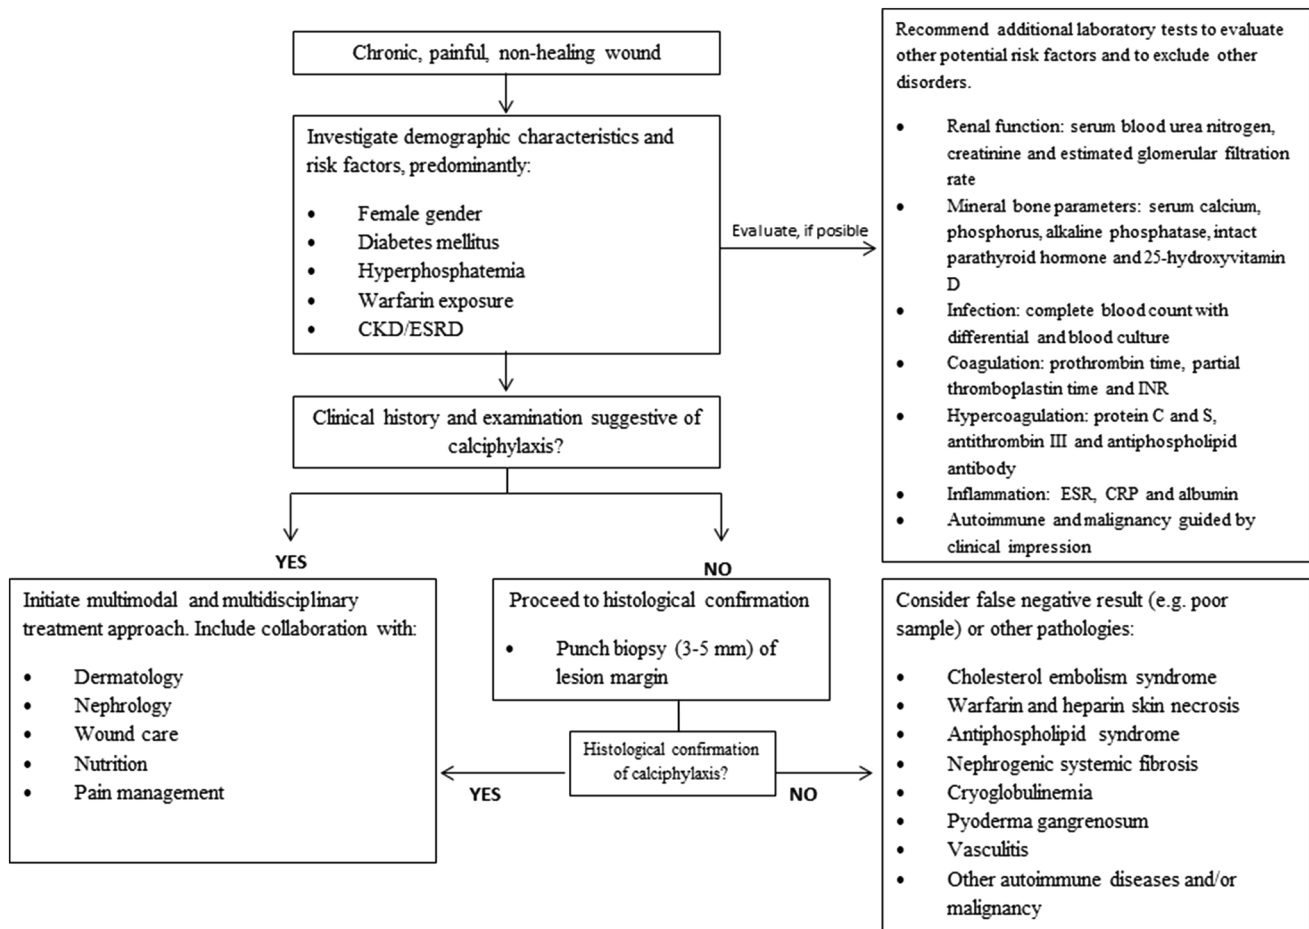 Chronic, painful, non-healing wound
Investigate demographic characteristics and
risk factors, predominantly:
• Female gender
• Diabetes mellitus
• Hyperphosphatemia
• Warfarin exposure
• CKD/ESRD
Evaluate, if posible
Recommend additional laboratory tests to evaluate
other potential risk factors and to exclude other
disorders.
• Renal function: serum blood urea nitrogen,
creatinine and estimated glomerular filtration
rate
• Mineral bone parameters: serum calcium,
phosphorus, alkaline phosphatase, intact
parathyroid hormone and 25-hydroxyvitamin
D
• Infection: complete blood count with
differential and blood culture
• Coagulation: prothrombin time, partial
thromboplastin time and INR
• Hypercoagulation: protein C and S,
antithrombin III and antiphospholipid
antibody
• Inflammation: ESR, CRP and albumin
• Autoimmune and malignancy guided by
clinical impression
Clinical history and examination suggestive of
calciphylaxis?
YES
NO
Initiate multimodal and multidisciplinary
treatment approach. Include collaboration with:
• Dermatology
• Nephrology
• Wound care
• Nutrition
• Pain management
Proceed to histological confirmation
• Punch biopsy (3-5 mm) of
lesion margin
Histological confirmation
of calciphylaxis?
YES
NO
Consider false negative result (e.g. poor
sample) or other pathologies:
• Cholesterol embolism syndrome
• Warfarin and heparin skin necrosis
• Antiphospholipid syndrome
• Nephrogenic systemic fibrosis
• Cryoglobulinemia
• Pyoderma gangrenosum
• Vasculitis
• Other autoimmune diseases and/or
malignancy